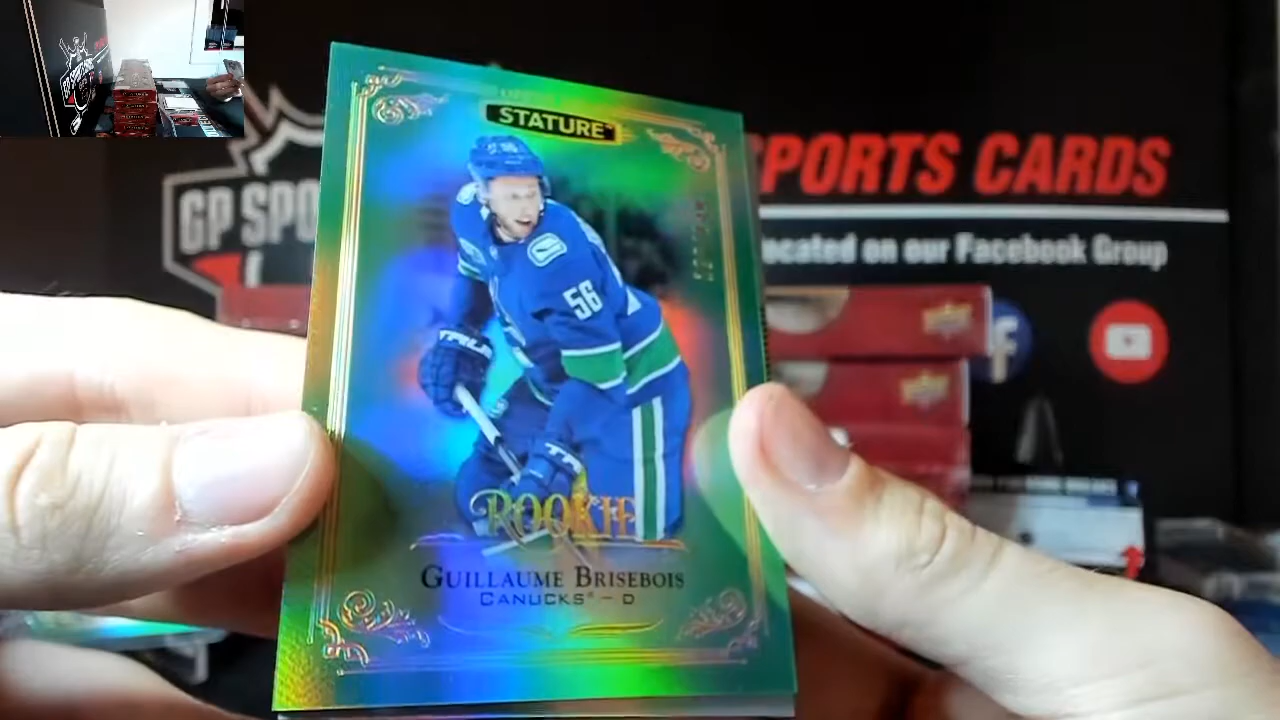 STATURE
56
ROOKIE
GUILLAUME BRISEBOIS
CANUCKS - D
GP SPO
SPORTS CARDS
ocated on our Facebook Group